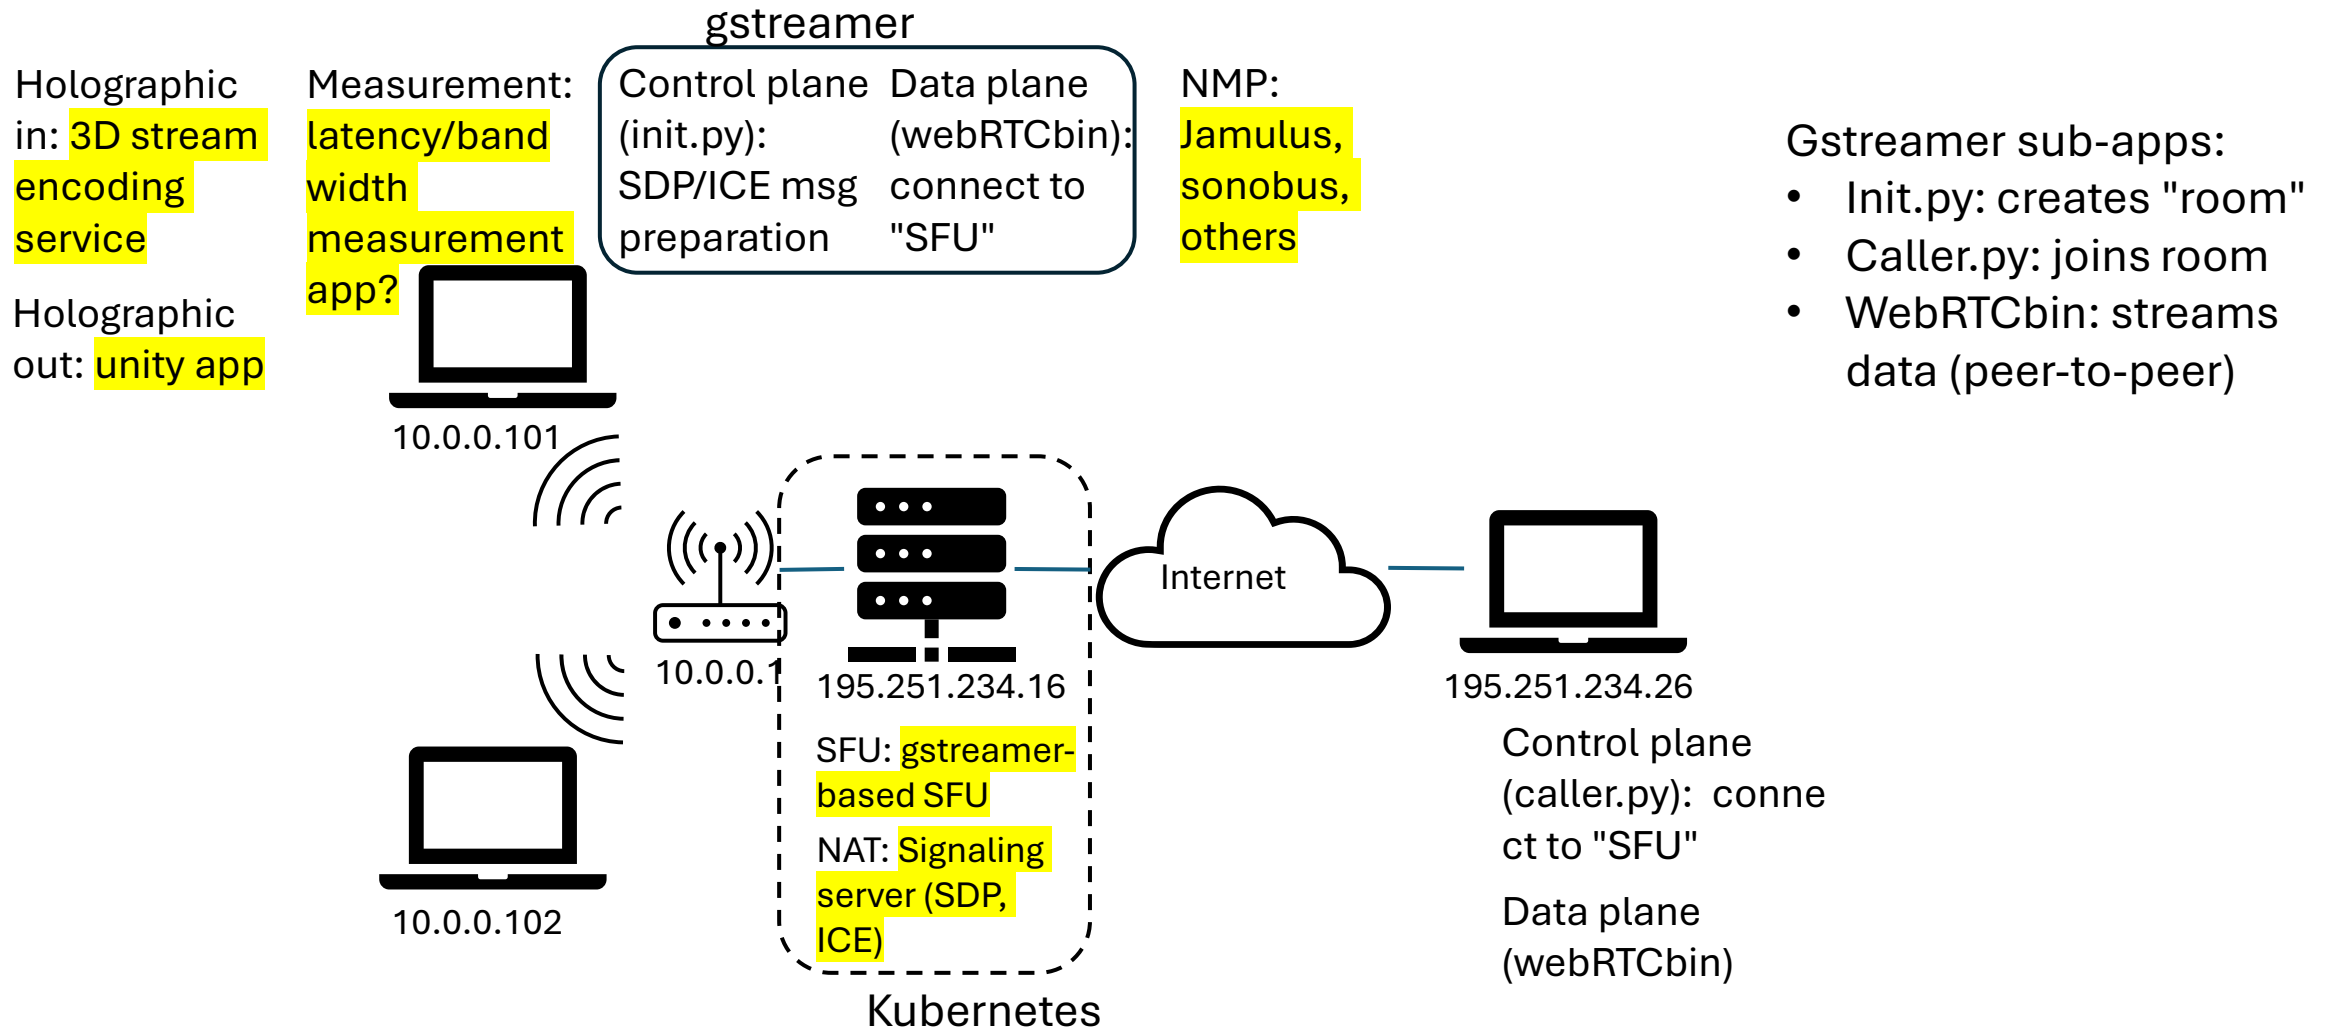 gstreamer
Holographic
in: 3D stream
encoding
service
Holographic
out: unity app
Measurement:
latency/band
width
measurement
app?
Control plane
(init.py):
SDP/ICE msg
preparation
Data plane
(webRTCbin):
connect to
"SFU"
NMP:
Jamulus,
sonobus,
others
Gstreamer sub-apps:
• Init.py: creates "room"
• Caller.py: joins room
• WebRTCbin: streams
data (peer-to-peer)
10.0.0.101
10.0.0.1
10.0.0.102
195.251.234.16
SFU: gstreamer-
based SFU
NAT: Signaling
server (SDP,
ICE)
Kubernetes
Internet
195.251.234.26
Control plane
(caller.py):  conne
ct to "SFU"
Data plane
(webRTCbin)